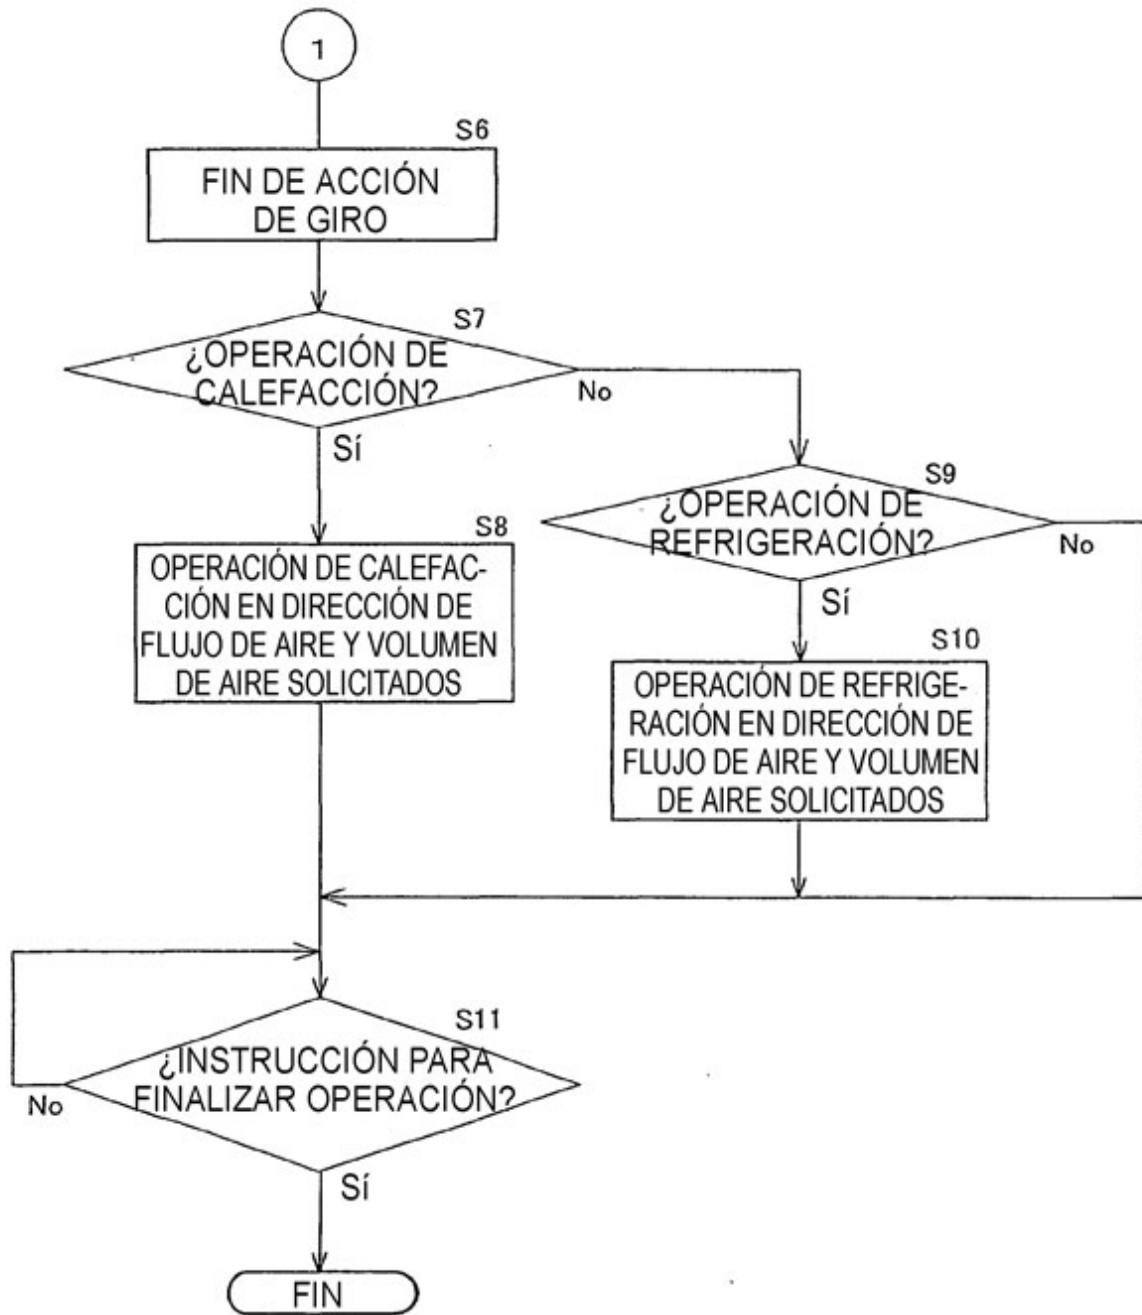 1
S6
FIN DE ACCIÓN
DE GIRO
S7
¿OPERACIÓN DE
CALEFACCIÓN?
No
Sí
S9
¿OPERACIÓN DE
REFRIGERACIÓN?
No
Sí
S8
OPERACIÓN DE CALEFAC-
CIÓN EN DIRECCIÓN DE
FLUJO DE AIRE Y VOLUMEN
DE AIRE SOLICITADOS
S10
OPERACIÓN DE REFRIGE-
RACIÓN EN DIRECCIÓN DE
FLUJO DE AIRE Y VOLUMEN
DE AIRE SOLICITADOS
S11
¿INSTRUCCIÓN PARA
FINALIZAR OPERACIÓN?
No
Sí
FIN